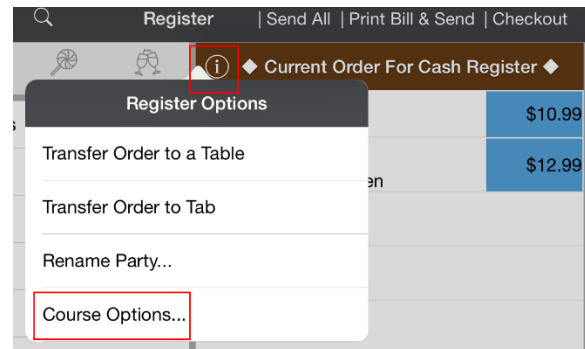 Register | Send All | Print Bill & Send | Checkout
◆ Current Order For Cash Register ◆
Register Options
$10.99
Transfer Order to a Table
$12.99
en
Transfer Order to Tab
Rename Party...
Course Options...